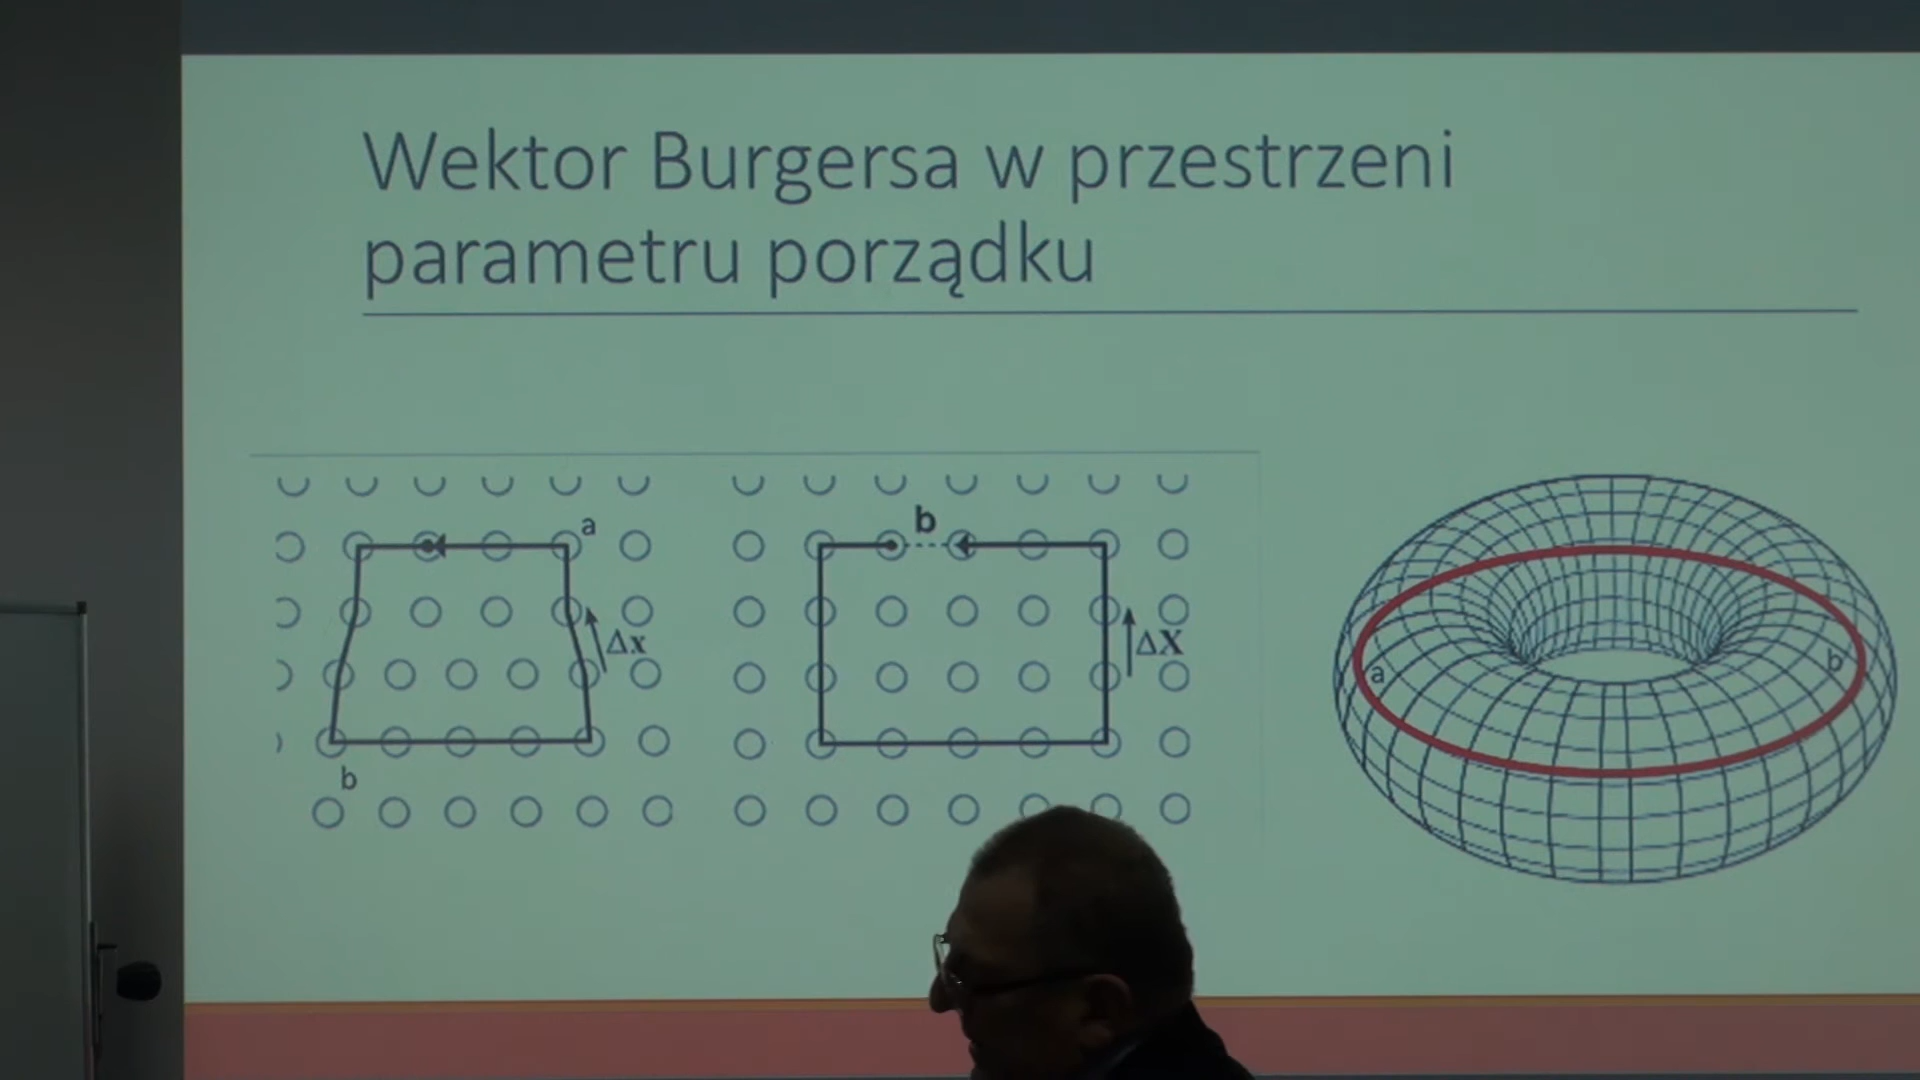 Wektor Burgersa w przestrzeni
parametru porządku
a
b
Δx
b
ΔX
a
b